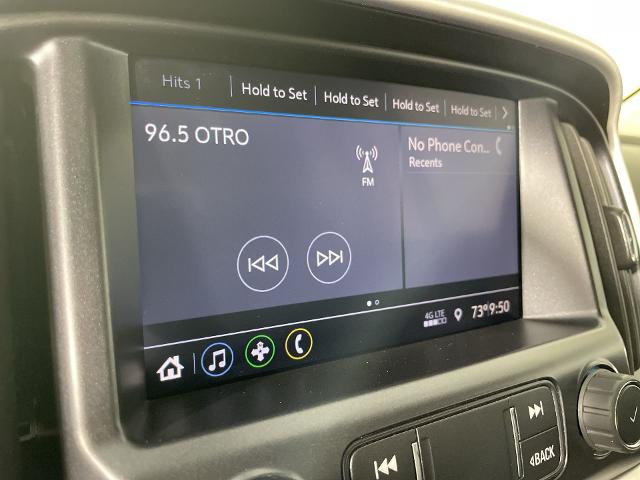 Hits 1 Hold to Set Hold to Set Hold to Set Hold to Set
96.5 OTRO
FM
No Phone Con...
Recents
4G LTE
73° 9:50
BACK